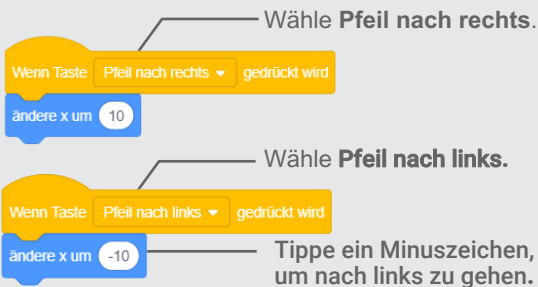 Wähle Pfeil nach rechts.
Wenn Taste Pfeil nach rechts gedrückt wird
ändere x um 10
Wähle Pfeil nach links.
Wenn Taste Pfeil nach links gedrückt wird
ändere x um -10
Tippe ein Minuszeichen,
um nach links zu gehen.